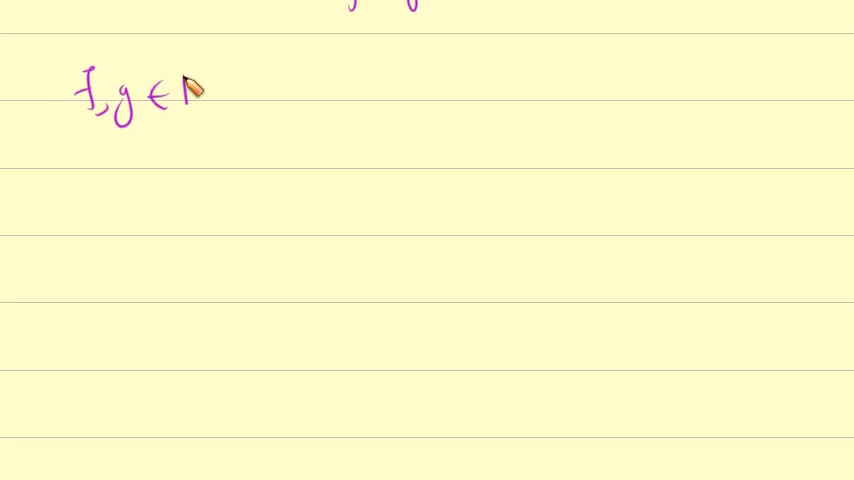 f, g ∈